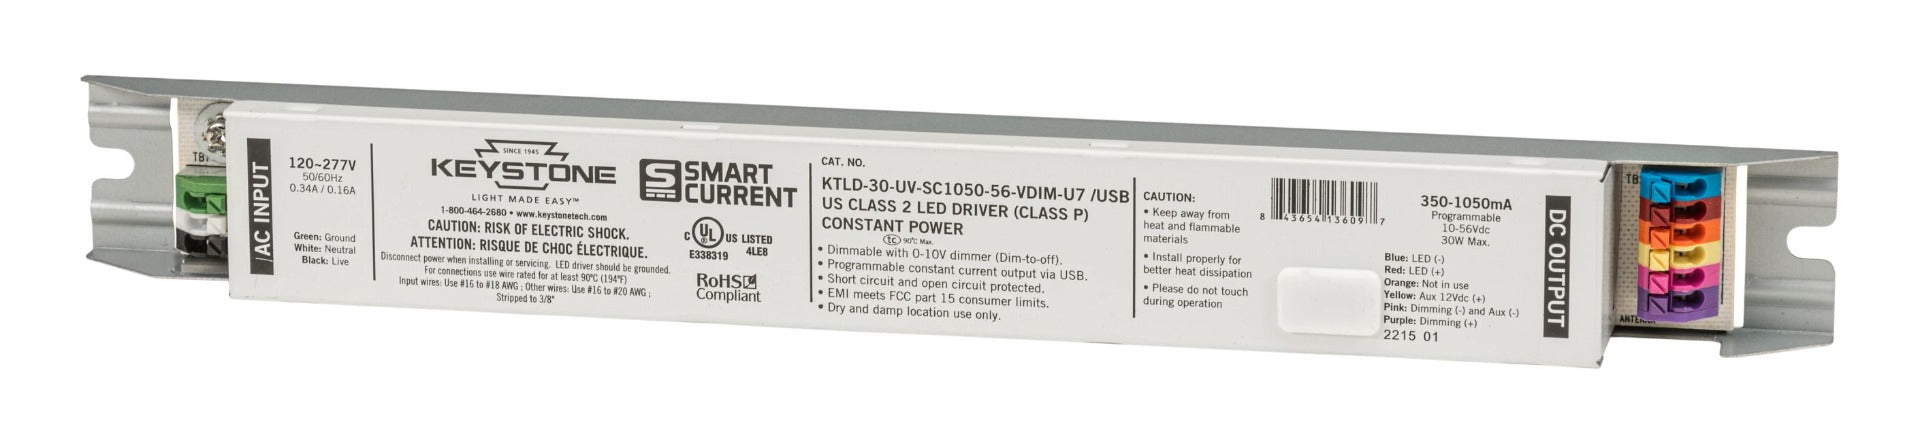 TB
AC INPUT
120~277V
50/60Hz
0.34A / 0.16A
Green: Ground
White: Neutral
Black: Live
SINCE 1945
KEYSTONE
LIGHT MADE EASY™
1-800-464-2680 • www.keystonetech.com
CAUTION: RISK OF ELECTRIC SHOCK.
ATTENTION: RISQUE DE CHOC ÉLECTRIQUE.
Disconnect power when installing or servicing. LED driver should be grounded.
For connections use wire rated for at least 90°C (194°F)
Input wires: Use #16 to #18 AWG ; Other wires: Use #16 to #20 AWG ;
Stripped to 3/8"
S SMART
CURRENT
C UL US LISTED
E338319 4LE8
RoHS
Compliant
CAT. NO.
KTLD-30-UV-SC1050-56-VDIM-U7 /USB
US CLASS 2 LED DRIVER (CLASS P)
CONSTANT POWER
tc 90°C Max.
• Dimmable with 0-10V dimmer (Dim-to-off).
• Programmable constant current output via USB.
• Short circuit and open circuit protected.
• EMI meets FCC part 15 consumer limits.
• Dry and damp location use only.
CAUTION:
• Keep away from
heat and flammable
materials
• Install properly for
better heat dissipation
• Please do not touch
during operation
8 43654 13609 7
350-1050mA
Programmable
10-56Vdc
30W Max.
Blue: LED (-)
Red: LED (+)
Orange: Not in use
Yellow: Aux 12Vdc (+)
Pink: Dimming (-) and Aux (-)
Purple: Dimming (+)
2215 01
DC OUTPUT
TB